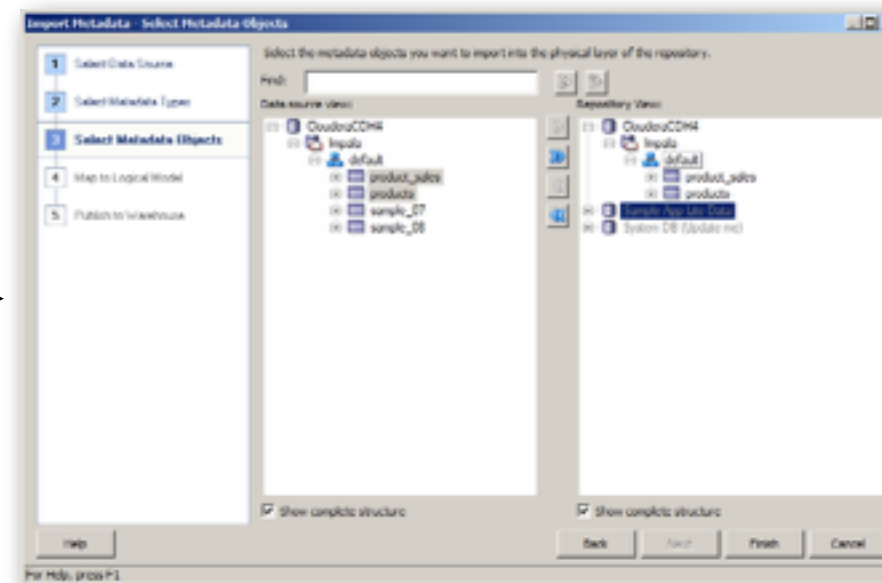 Import Metadata - Select Metadata Objects
1 Select Data Source
2 Select Metadata Types
3 Select Metadata Objects
4 Map to Logical Model
5 Publish to Warehouse
Select the metadata objects you want to import into the physical layer of the repository.
Find:
Data source view:
ClouderaCDH4
Impala
default
product_sales
products
sample_07
sample_08
Show complete structure
Repository View:
ClouderaCDH4
Impala
default
product_sales
products
Sample App Lite Data
System DB (Update me)
Show complete structure
Help
Back
Next
Finish
Cancel
For Help, press F1